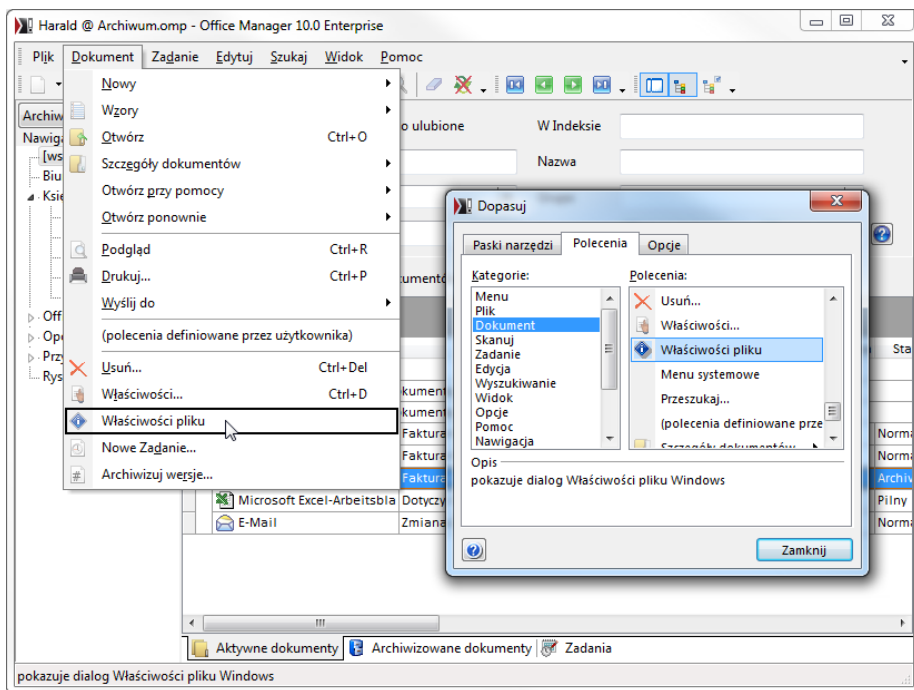 Harald @ Archiwum.omp - Office Manager 10.0 Enterprise
Plik Dokument Zadanie Edytuj Szukaj Widok Pomoc
Nowy
Wzory
Otwórz Ctrl+O
Szczegóły dokumentów
Otwórz przy pomocy
Otwórz ponownie
Podgląd Ctrl+R
Drukuj... Ctrl+P
Wyślij do
(polecenia definiowane przez użytkownika)
Usuń... Ctrl+Del
Właściwości... Ctrl+D
Właściwości pliku
Nowe Zadanie...
Archiwizuj wersje...
Archiw
Nawig
[ws
Biu
Ksie
Off
Ope
Przy
Rys
o ulubione W Indeksie
Nazwa
Dopasuj
Paski narzędzi Polecenia Opcje
Kategorie: Polecenia:
Menu
Plik
Dokument
Skanuj
Zadanie
Edycja
Wyszukiwanie
Widok
Opcje
Pomoc
Nawigacja
Usuń...
Właściwości...
Właściwości pliku
Menu systemowe
Przeszukaj...
(polecenia definiowane prze
Szczegóły dokumentów
Opis
pokazuje dialog Właściwości pliku Windows
Zamknij
Sta
kument
kument
Faktura Norma
Faktura Norma
Faktura Archiv
Microsoft Excel-Arbeitsbla Dotyczy Pilny
E-Mail Zmiana Norma
Aktywne dokumenty Archiwizowane dokumenty Zadania
pokazuje dialog Właściwości pliku Windows